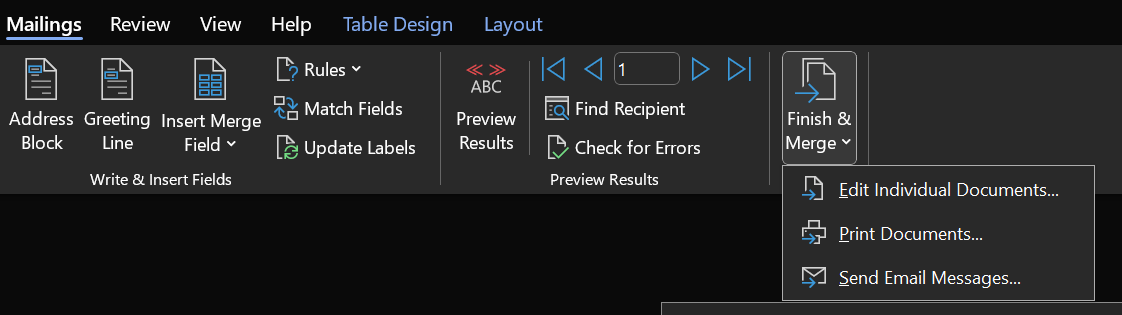 Mailings Review View Help Table Design Layout
Address Block
Greeting Line
Insert Merge Field
Rules
Match Fields
Update Labels
Write & Insert Fields
ABC
Preview Results
1
Find Recipient
Check for Errors
Preview Results
Finish & Merge
Edit Individual Documents...
Print Documents...
Send Email Messages...